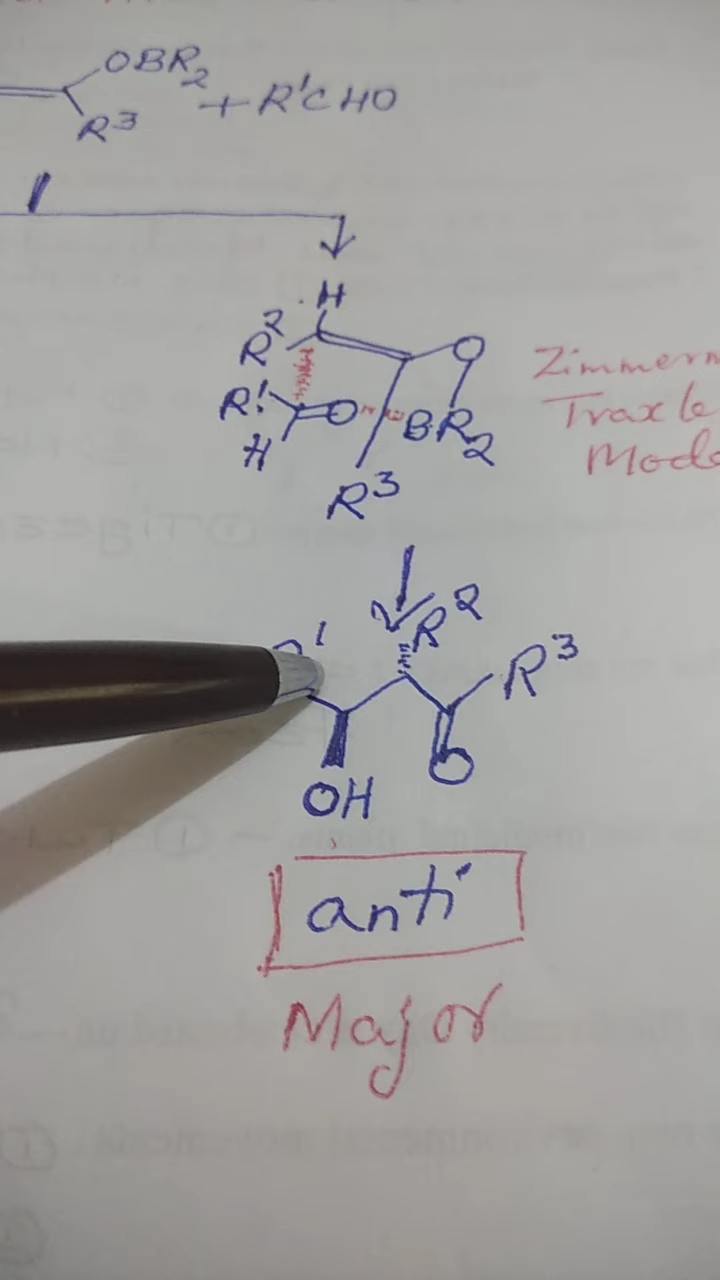 OBR2
R3
+ R'CHO
H
R2
O
R'
O
BR2
H
R3
Zimmerm
Traxle
Mode
R2
R3
OH
O
anti
Major